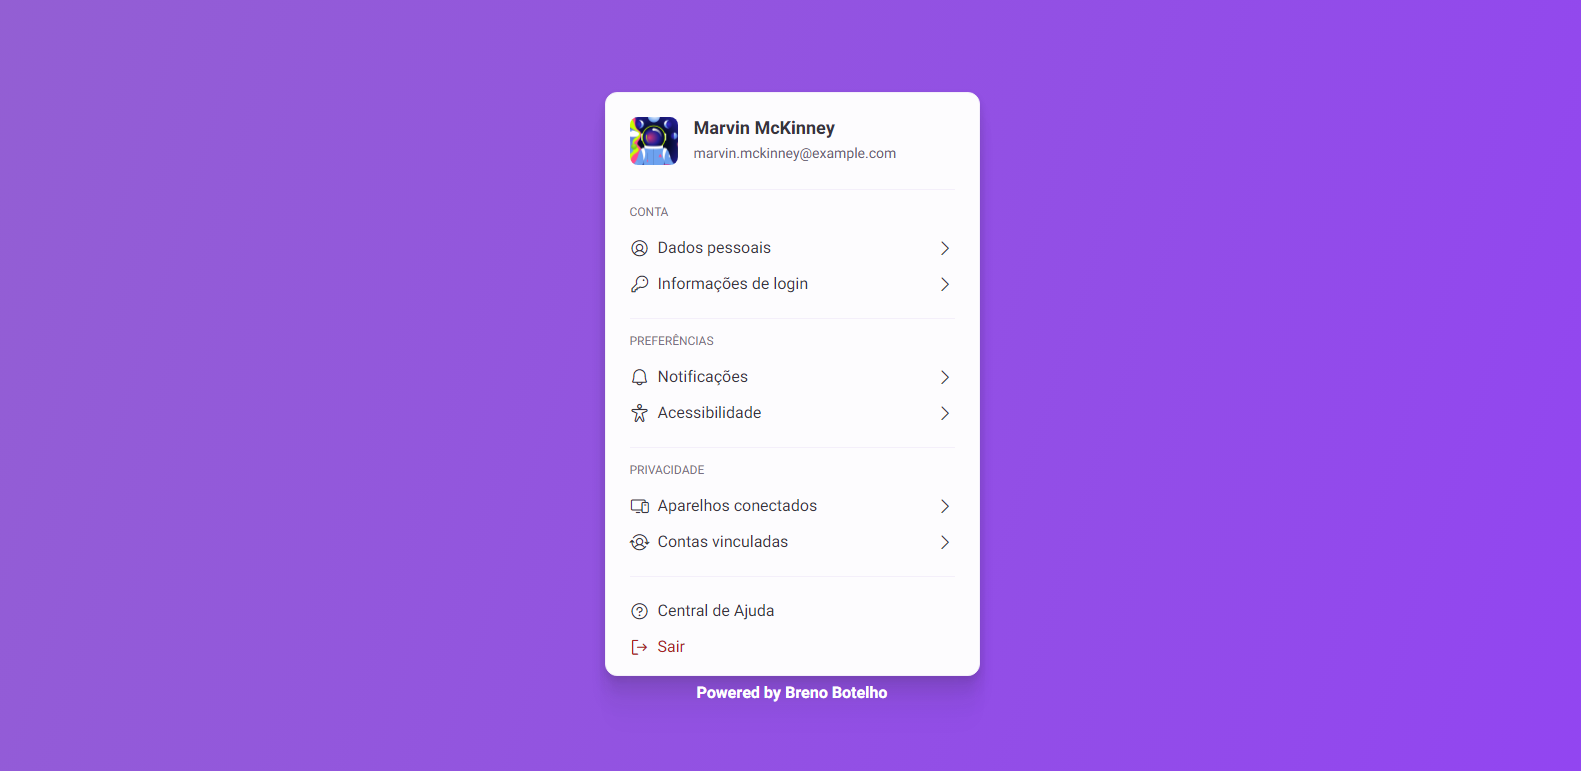 Marvin McKinney
marvin.mckinney@example.com
CONTA
Dados pessoais
Informações de login
PREFERÊNCIAS
Notificações
Acessibilidade
PRIVACIDADE
Aparelhos conectados
Contas vinculadas
Central de Ajuda
Sair
Powered by Breno Botelho